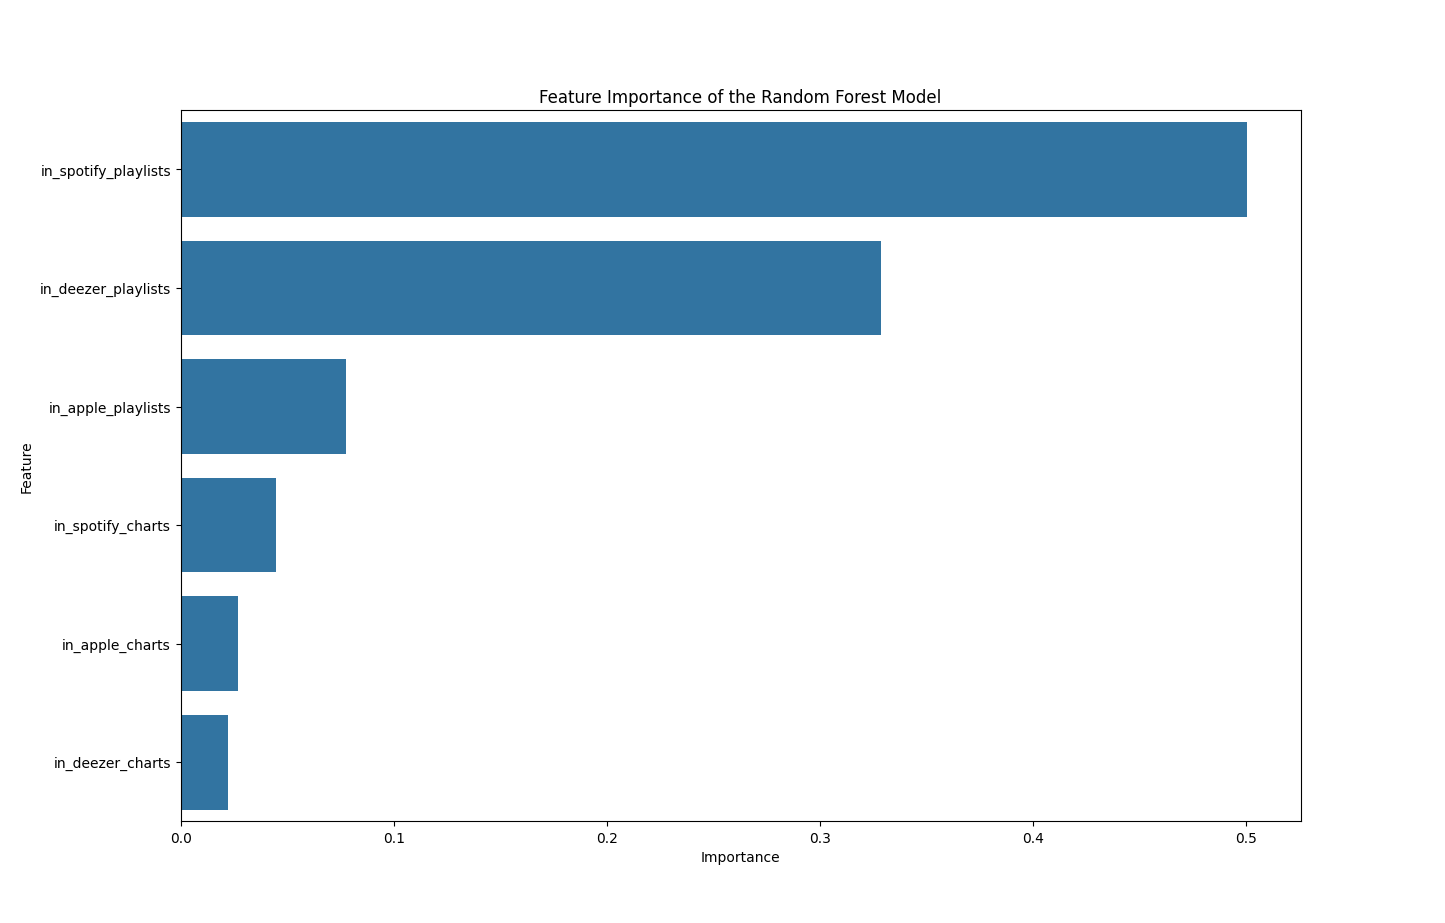 Feature Importance of the Random Forest Model
in_spotify_playlists
in_deezer_playlists
in_apple_playlists
in_spotify_charts
in_apple_charts
in_deezer_charts
Feature
0.0 0.1 0.2 0.3 0.4 0.5
Importance